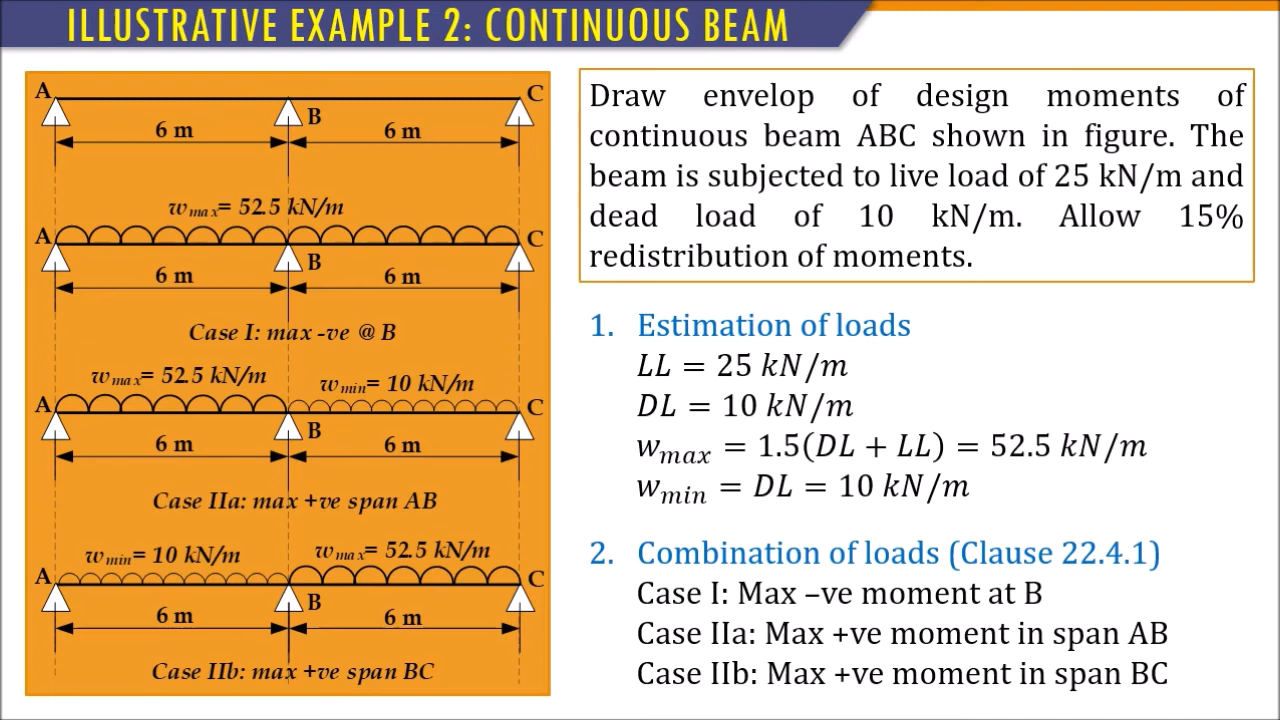 ILLUSTRATIVE EXAMPLE 2: CONTINUOUS BEAM
A C
B
6 m 6 m
w_max= 52.5 kN/m
A C
B
6 m 6 m
Case I: max -ve @ B
w_max= 52.5 kN/m w_min= 10 kN/m
A C
B
6 m 6 m
Case IIa: max +ve span AB
w_min= 10 kN/m w_max= 52.5 kN/m
A C
B
6 m 6 m
Case IIb: max +ve span BC
Draw envelop of design moments of
continuous beam ABC shown in figure. The
beam is subjected to live load of 25 kN/m and
dead load of 10 kN/m. Allow 15%
redistribution of moments.
1. Estimation of loads
LL = 25 kN/m
DL = 10 kN/m
w_max = 1.5(DL + LL) = 52.5 kN/m
w_min = DL = 10 kN/m
2. Combination of loads (Clause 22.4.1)
Case I: Max –ve moment at B
Case IIa: Max +ve moment in span AB
Case IIb: Max +ve moment in span BC